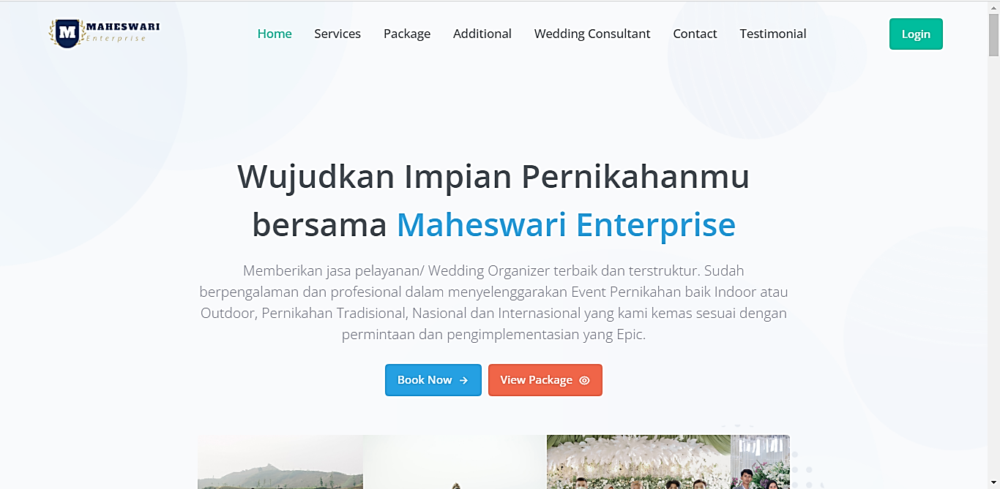 M MAHESWARI
Enterprise
Home Services Package Additional Wedding Consultant Contact Testimonial Login
Wujudkan Impian Pernikahanmu
bersama Maheswari Enterprise
Memberikan jasa pelayanan/ Wedding Organizer terbaik dan terstruktur. Sudah
berpengalaman dan profesional dalam menyelenggarakan Event Pernikahan baik Indoor atau
Outdoor, Pernikahan Tradisional, Nasional dan Internasional yang kami kemas sesuai dengan
permintaan dan pengimplementasian yang Epic.
Book Now View Package